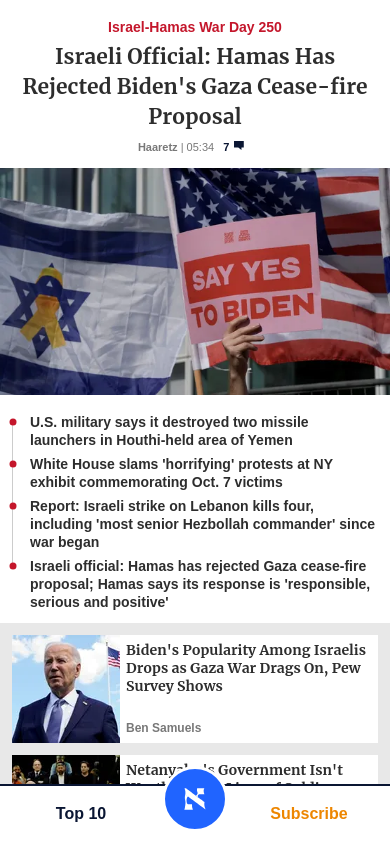 Israel-Hamas War Day 250
Israeli Official: Hamas Has
Rejected Biden's Gaza Cease-fire
Proposal
Haaretz | 05:34 7
SAY YES
TO BIDEN
U.S. military says it destroyed two missile
launchers in Houthi-held area of Yemen
White House slams 'horrifying' protests at NY
exhibit commemorating Oct. 7 victims
Report: Israeli strike on Lebanon kills four,
including 'most senior Hezbollah commander' since
war began
Israeli official: Hamas has rejected Gaza cease-fire
proposal; Hamas says its response is 'responsible,
serious and positive'
Biden's Popularity Among Israelis
Drops as Gaza War Drags On, Pew
Survey Shows
Ben Samuels
Government Isn't
Top 10
Subscribe